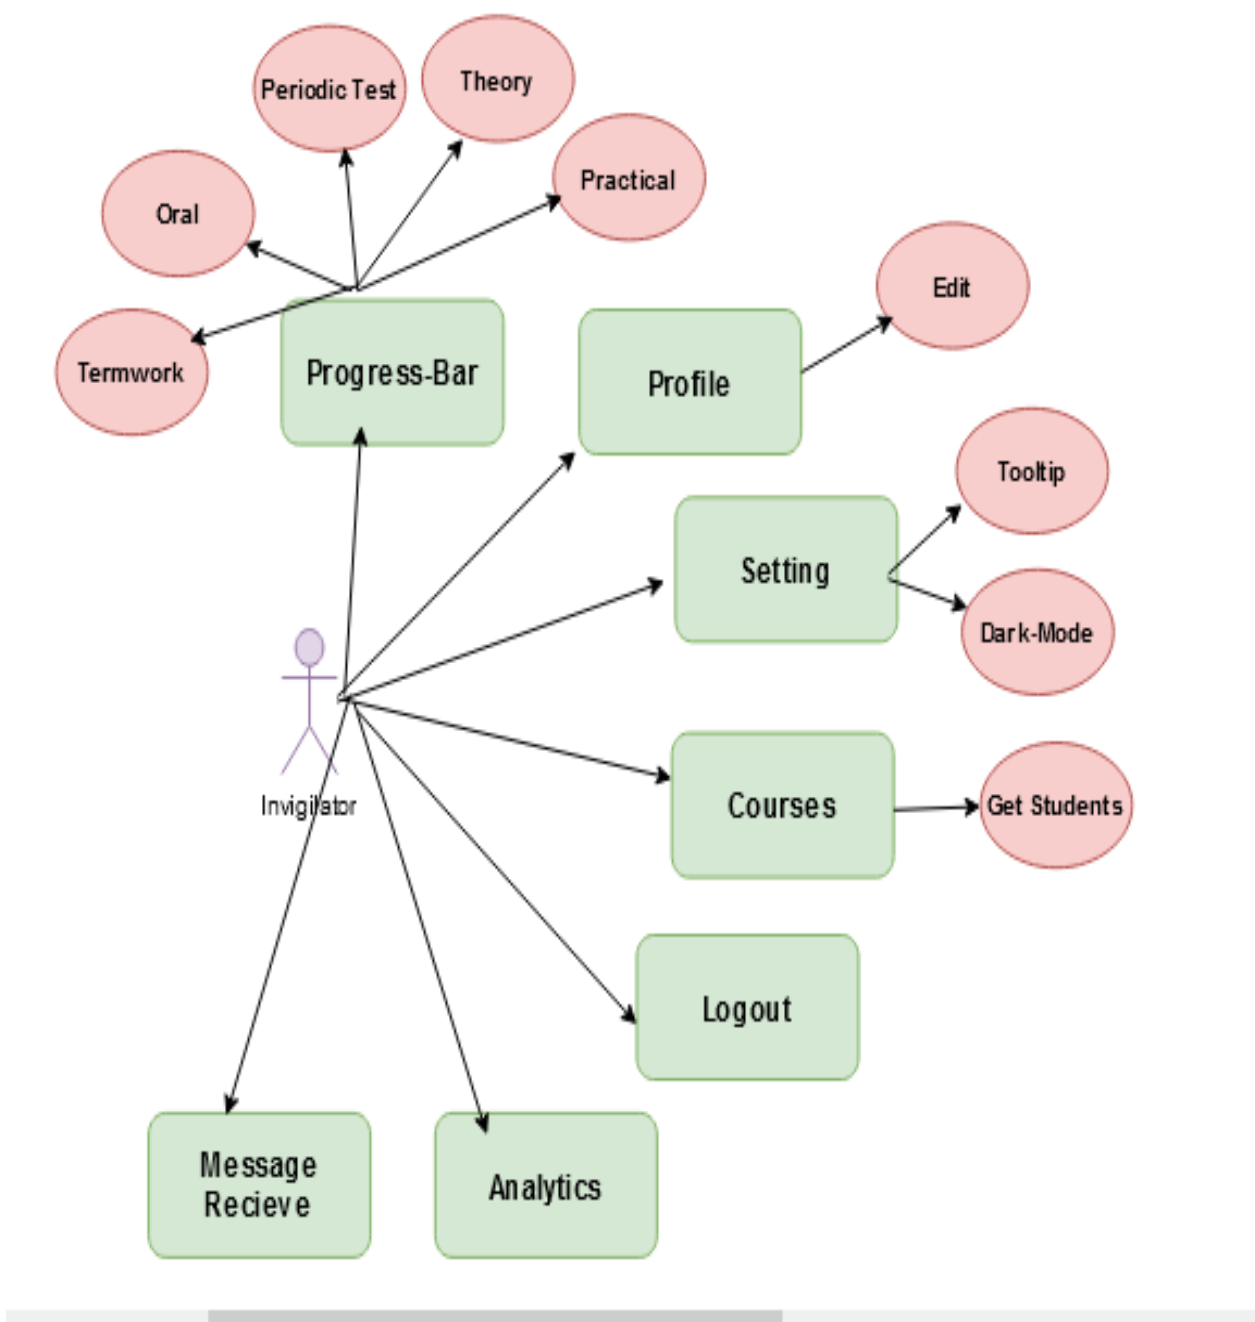 Theory
Periodic Test
Practical
Oral
Edit
Termwork
Progress-Bar
Profile
Tooltip
Setting
Dark-Mode
Invigilator
Courses
Get Students
Logout
Message
Recieve
Analytics